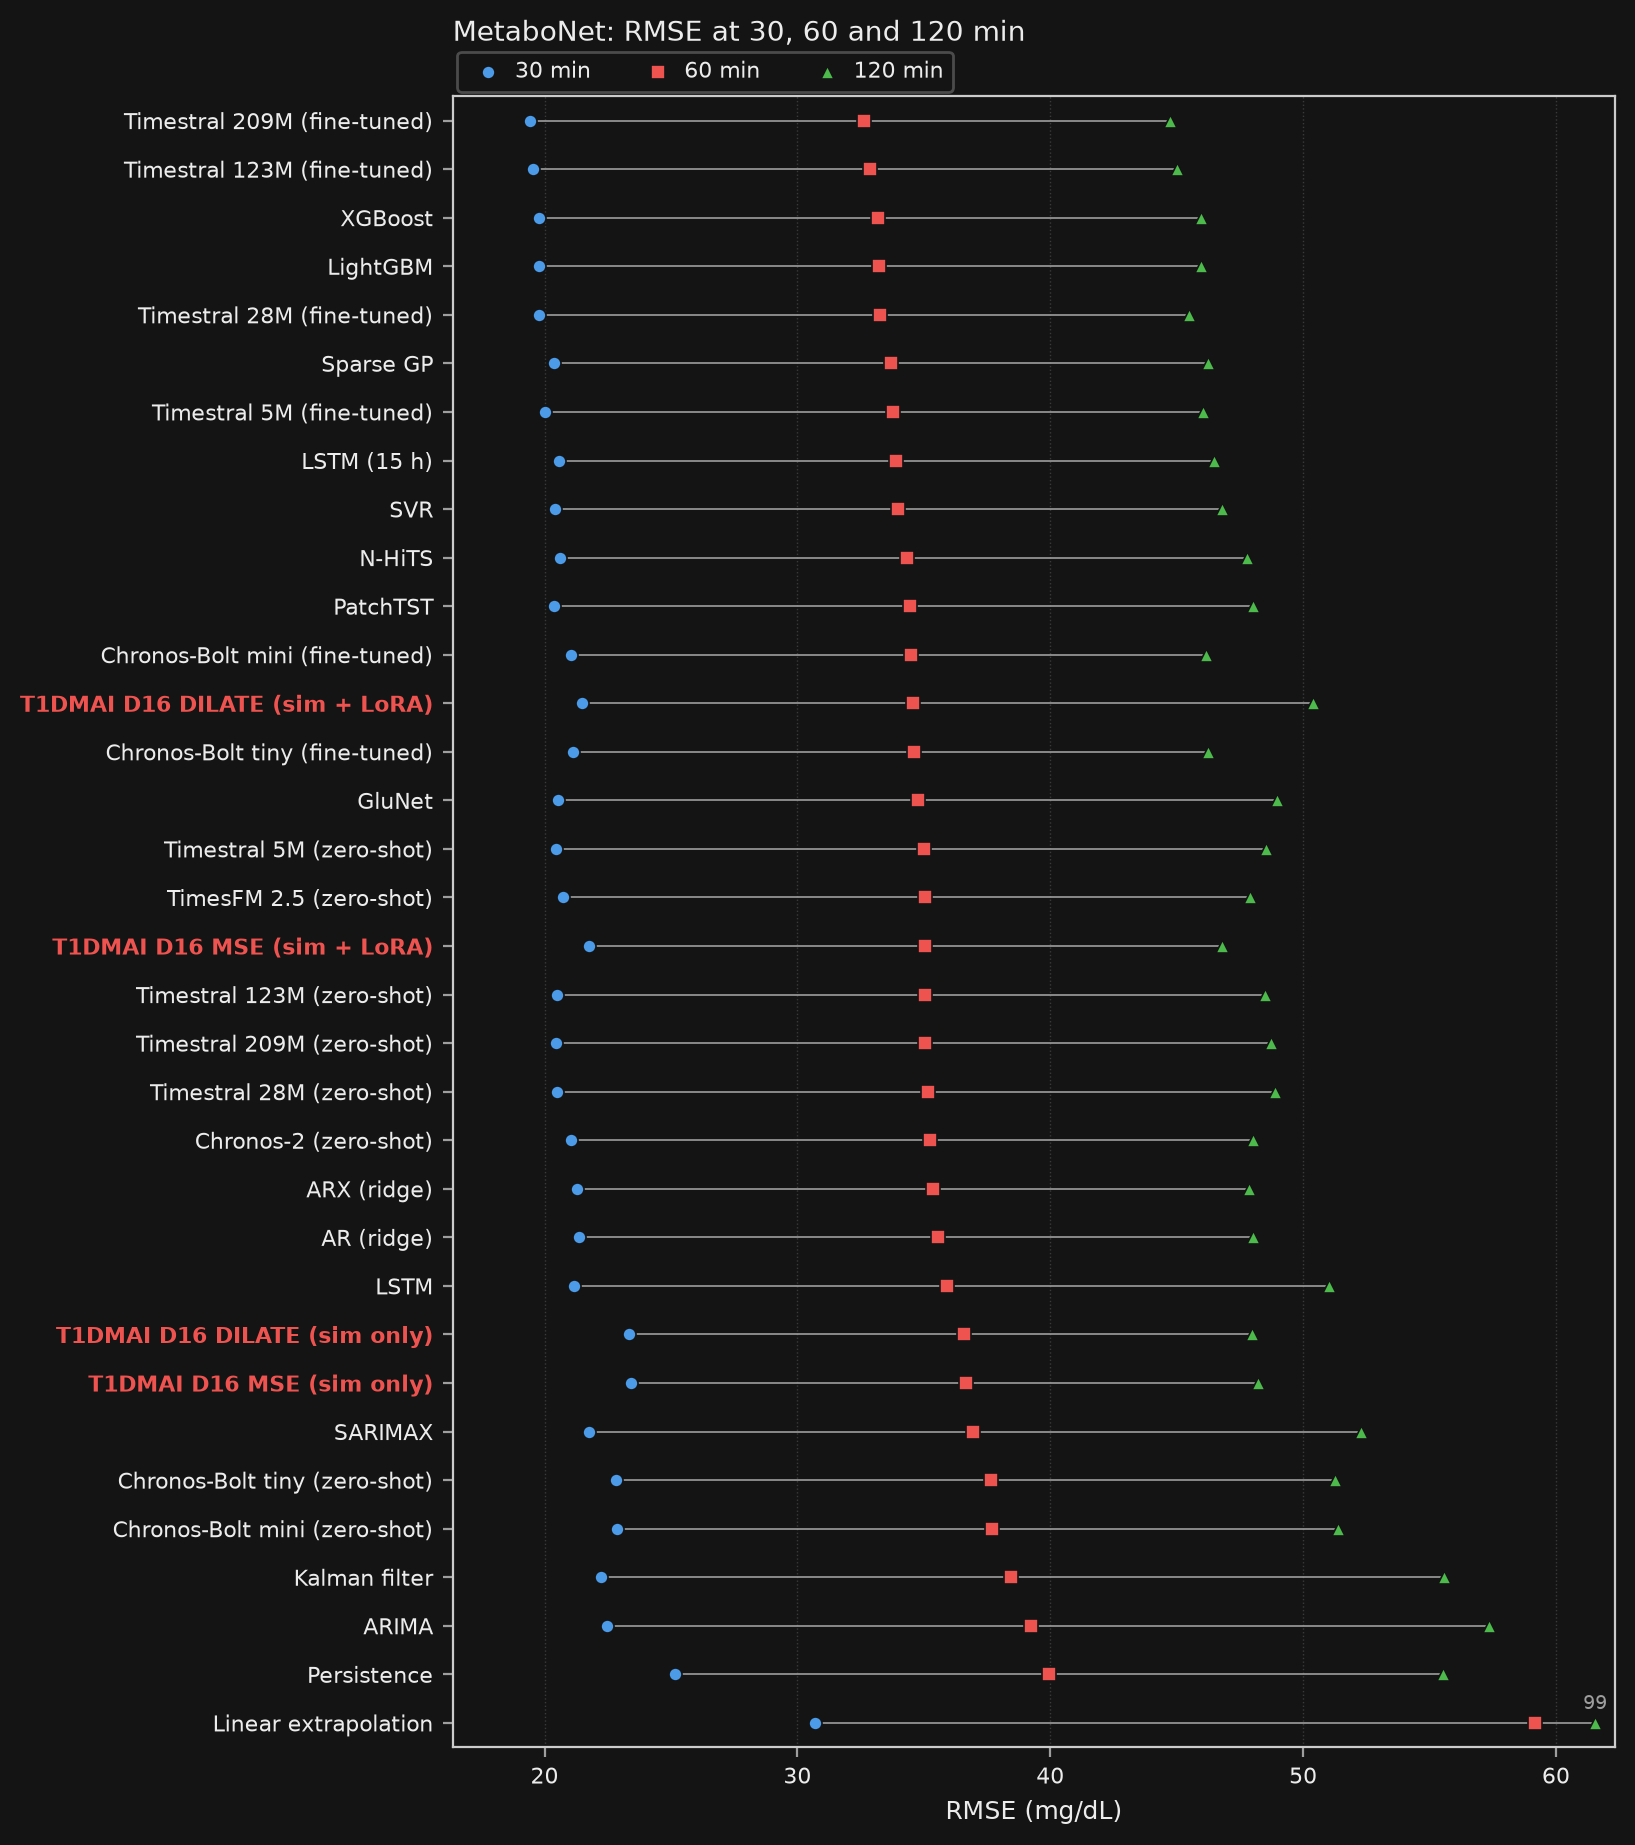 MetaboNet: RMSE at 30, 60 and 120 min
30 min 60 min 120 min
Timestral 209M (fine-tuned)
Timestral 123M (fine-tuned)
XGBoost
LightGBM
Timestral 28M (fine-tuned)
Sparse GP
Timestral 5M (fine-tuned)
LSTM (15 h)
SVR
N-HiTS
PatchTST
Chronos-Bolt mini (fine-tuned)
T1DMAI D16 DILATE (sim + LoRA)
Chronos-Bolt tiny (fine-tuned)
GluNet
Timestral 5M (zero-shot)
TimesFM 2.5 (zero-shot)
T1DMAI D16 MSE (sim + LoRA)
Timestral 123M (zero-shot)
Timestral 209M (zero-shot)
Timestral 28M (zero-shot)
Chronos-2 (zero-shot)
ARX (ridge)
AR (ridge)
LSTM
T1DMAI D16 DILATE (sim only)
T1DMAI D16 MSE (sim only)
SARIMAX
Chronos-Bolt tiny (zero-shot)
Chronos-Bolt mini (zero-shot)
Kalman filter
ARIMA
Persistence
99
Linear extrapolation
20 30 40 50 60
RMSE (mg/dL)